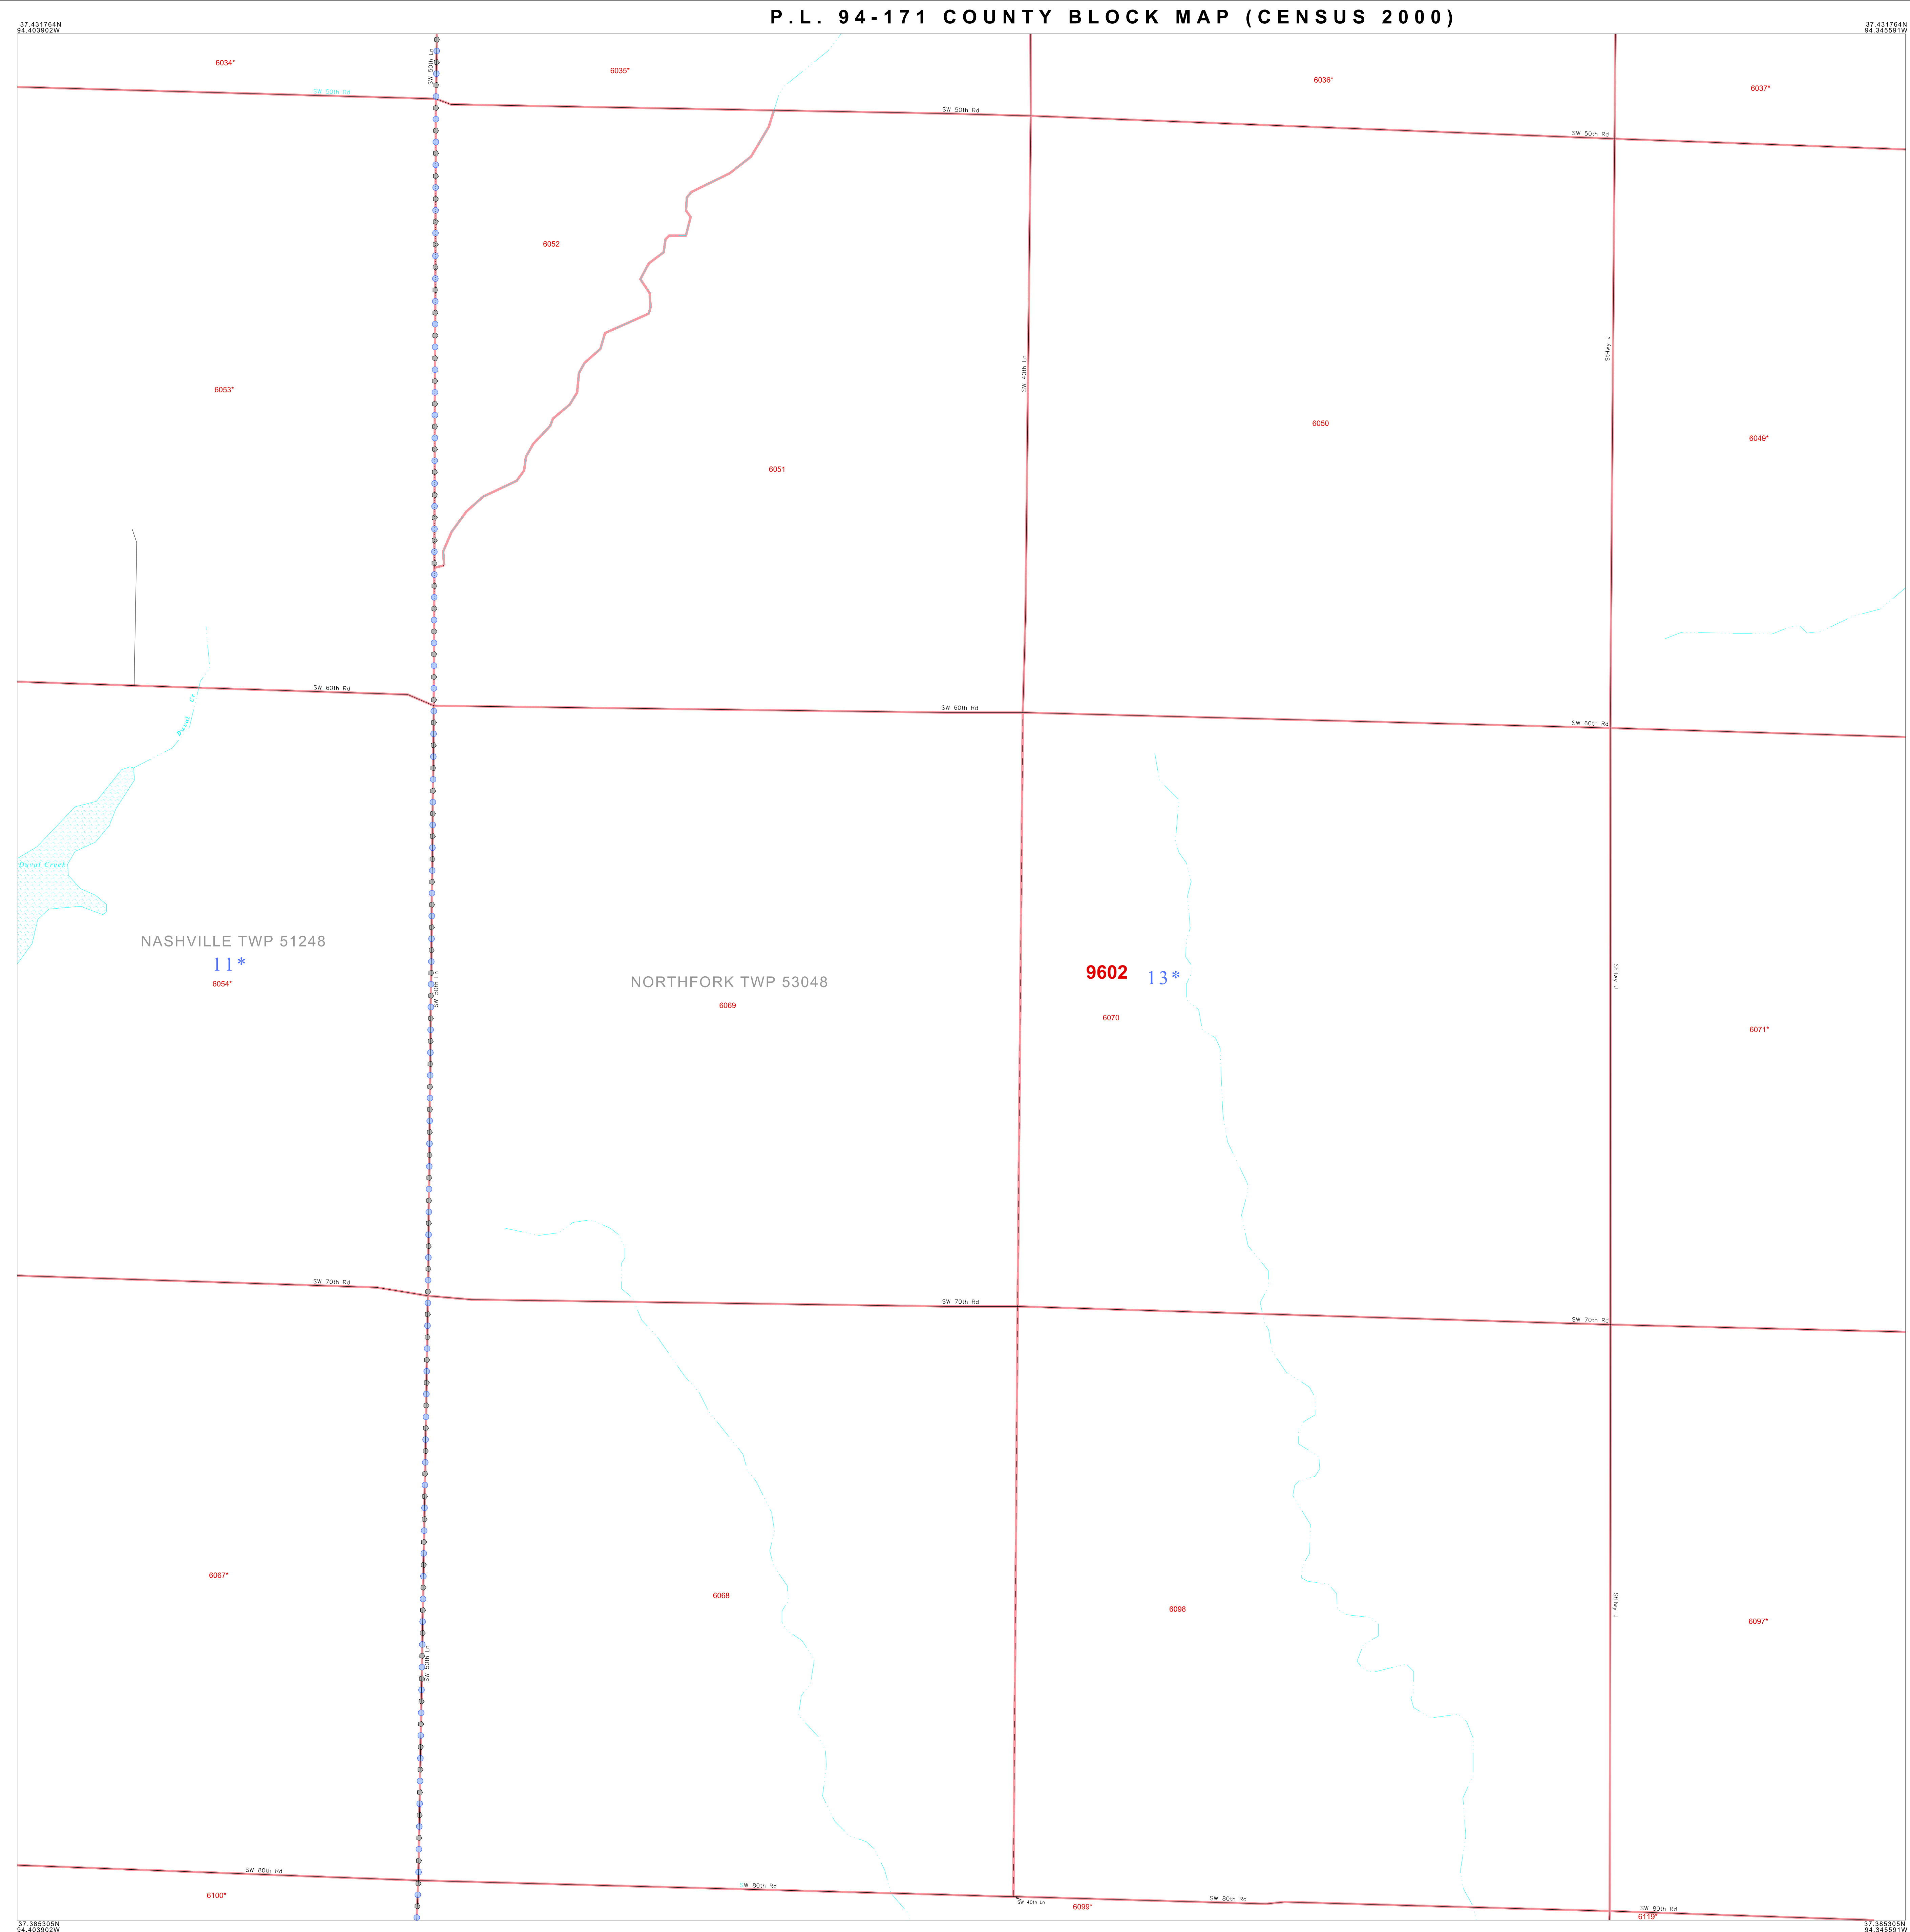 P.L. 94-171 COUNTY BLOCK MAP (CENSUS 2000)
37.431764N
94.403902W
37.431764N
94.345591W
6034*
SW 50th Ln
6035*
6036*
6037*
SW 50th Rd
SW 50th Rd
SW 50th Rd
6052
6053*
SW 40th Ln
StHwy J
6050
6049*
6051
SW 60th Rd
SW 60th Rd
SW 60th Rd
Duval Cr
Duval Creek
NASHVILLE TWP 51248
11*
6054*
SW 50th Ln
NORTHFORK TWP 53048
6069
9602
13*
6070
StHwy J
6071*
SW 70th Rd
SW 70th Rd
SW 70th Rd
6067*
6068
6098
StHwy J
6097*
SW 50th Ln
SW 80th Rd
SW 80th Rd
SW 80th Rd
SW 80th Rd
SW 40th Ln
6100*
6099*
6119*
37.385305N
94.403902W
37.385305N
94.345591W